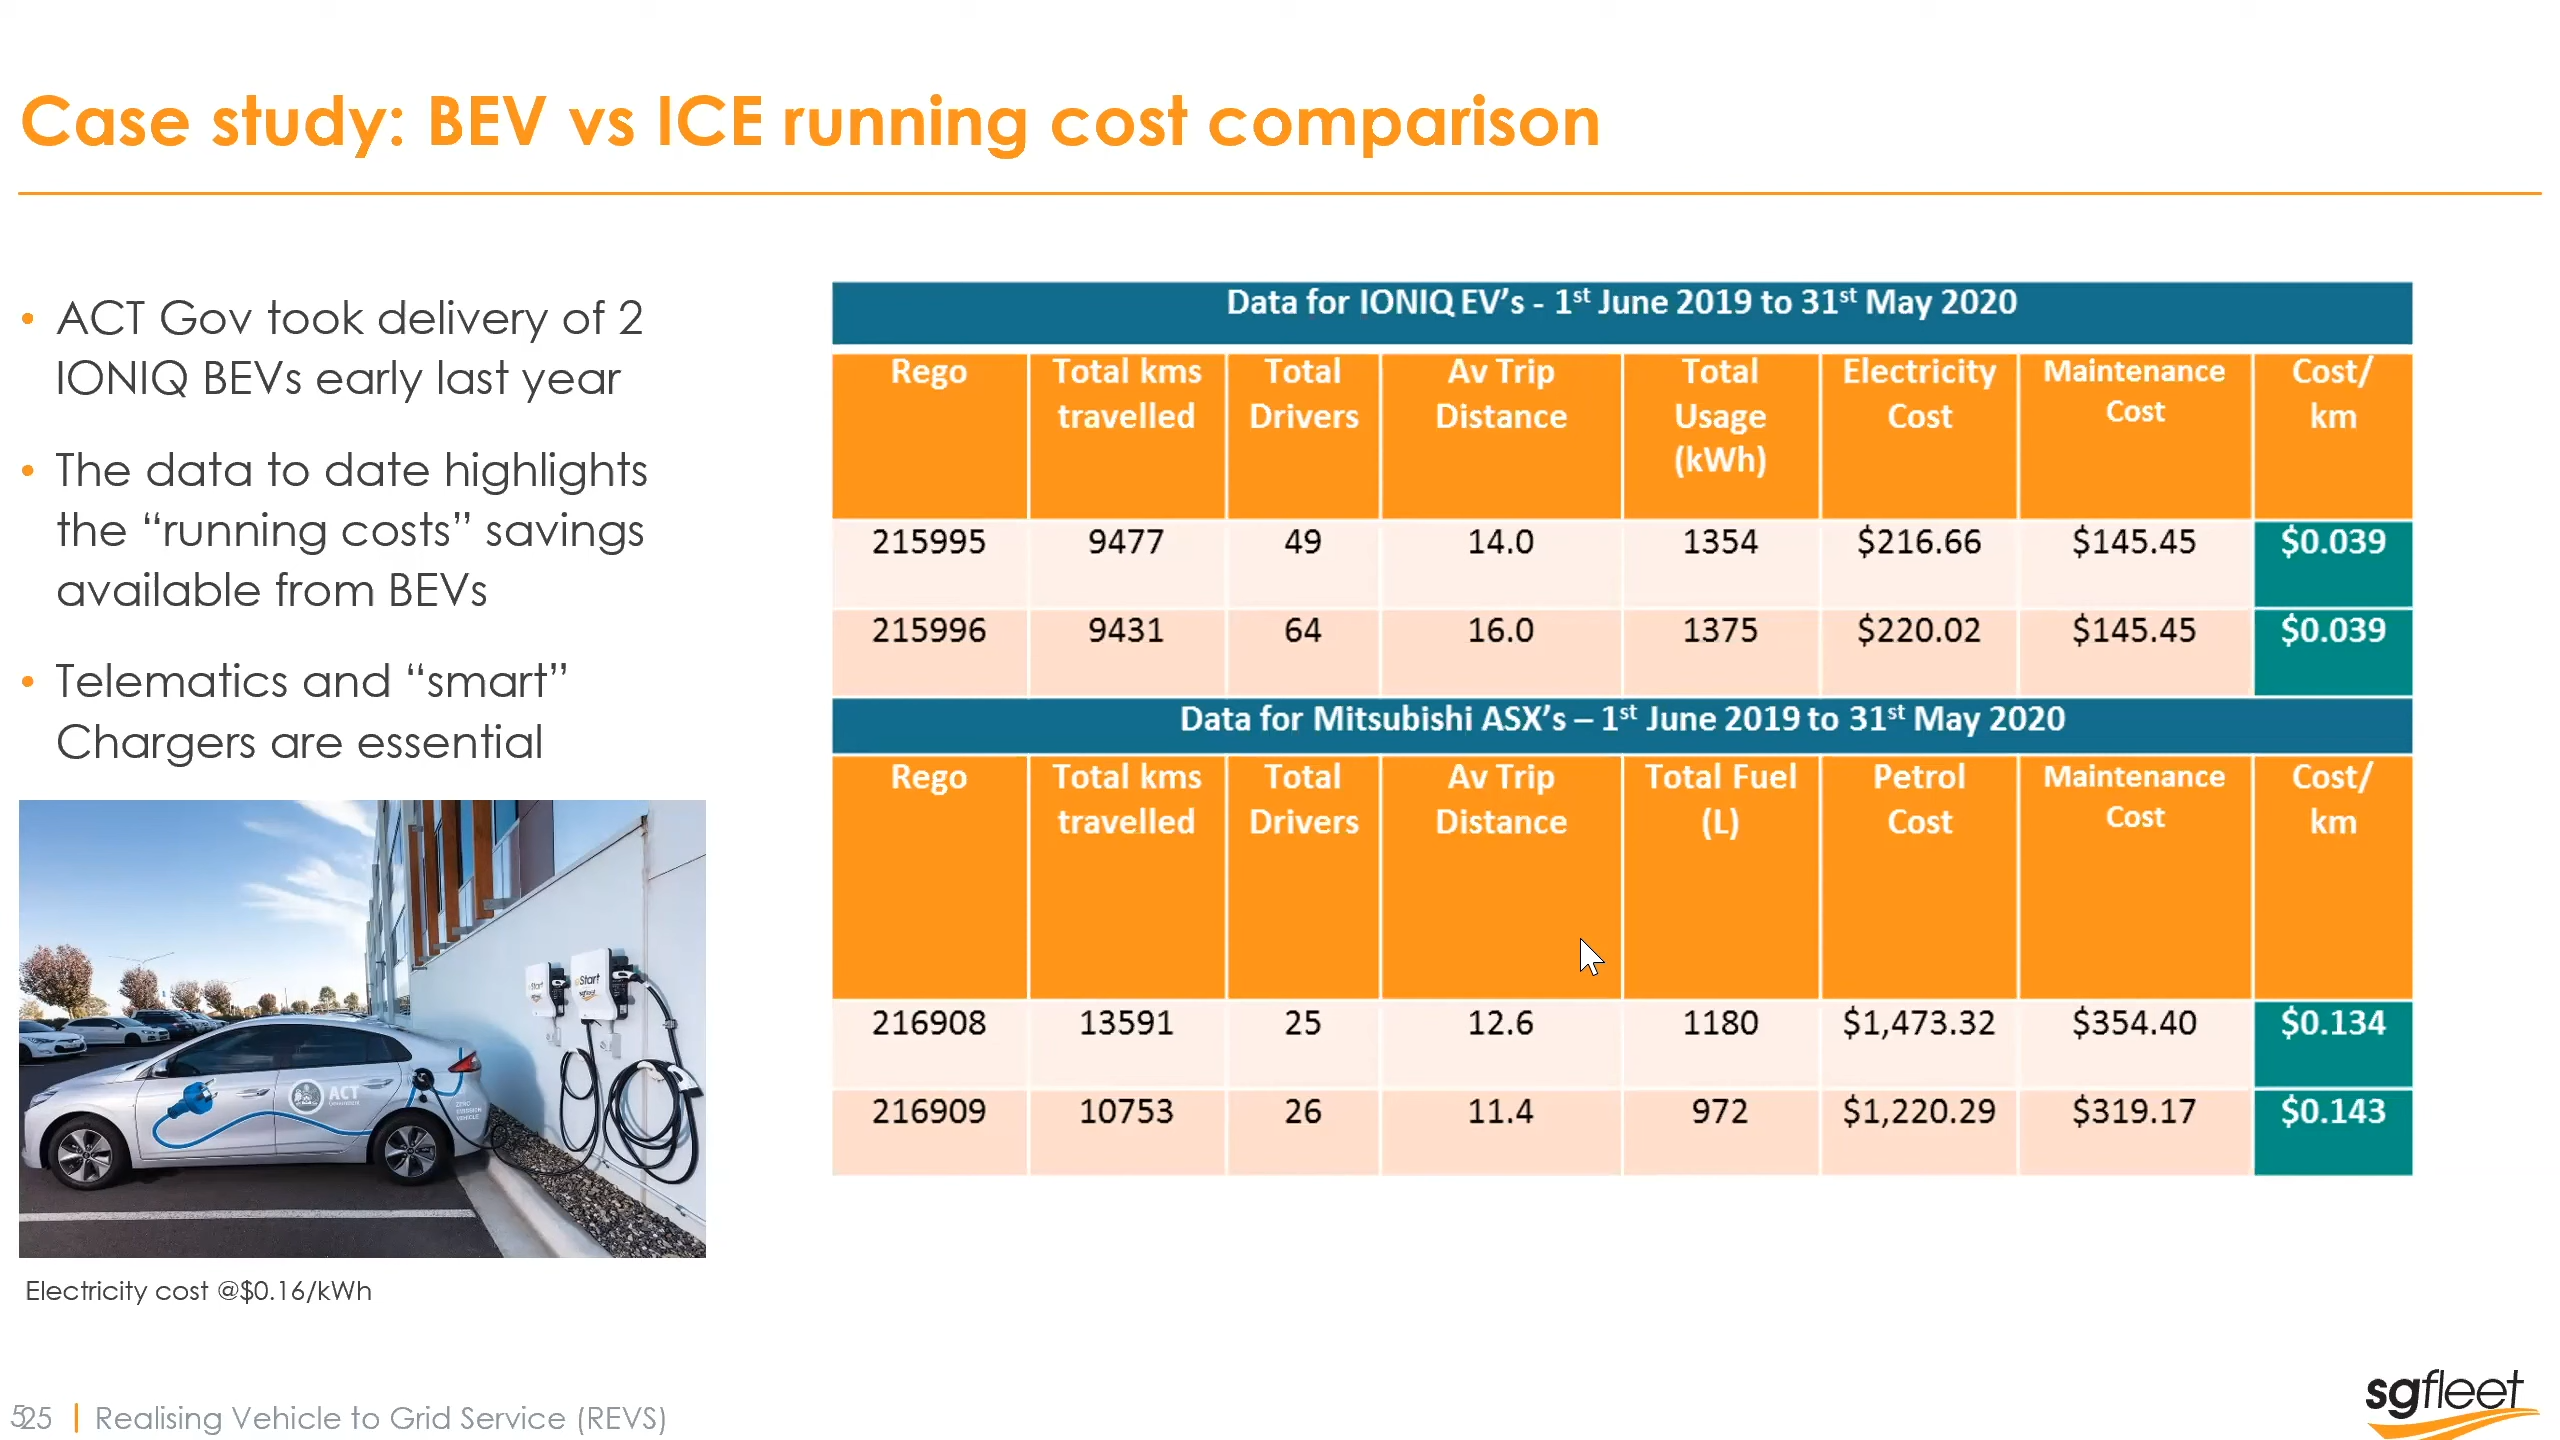 Case study: BEV vs ICE running cost comparison
• ACT Gov took delivery of 2
IONIQ BEVs early last year
• The data to date highlights
the “running costs” savings
available from BEVs
• Telematics and “smart”
Chargers are essential
Data for IONIQ EV’s - 1st June 2019 to 31st May 2020
Rego Total kms travelled Total Drivers Av Trip Distance Total Usage (kWh) Electricity Cost Maintenance Cost Cost/ km
215995 9477 49 14.0 1354 $216.66 $145.45 $0.039
215996 9431 64 16.0 1375 $220.02 $145.45 $0.039
Data for Mitsubishi ASX’s – 1st June 2019 to 31st May 2020
Rego Total kms travelled Total Drivers Av Trip Distance Total Fuel (L) Petrol Cost Maintenance Cost Cost/ km
216908 13591 25 12.6 1180 $1,473.32 $354.40 $0.134
216909 10753 26 11.4 972 $1,220.29 $319.17 $0.143
eStart
sgfleet
ACT
Government
ZERO
EMISSION
VEHICLE
Electricity cost @$0.16/kWh
25 | Realising Vehicle to Grid Service (REVS)
sgfleet